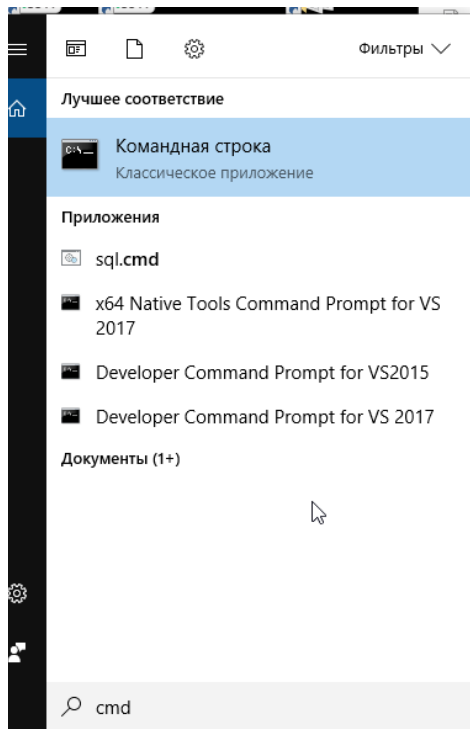 Фильтры
Лучшее соответствие
Командная строка
Классическое приложение
Приложения
sql.cmd
x64 Native Tools Command Prompt for VS
2017
Developer Command Prompt for VS2015
Developer Command Prompt for VS 2017
Документы (1+)
cmd